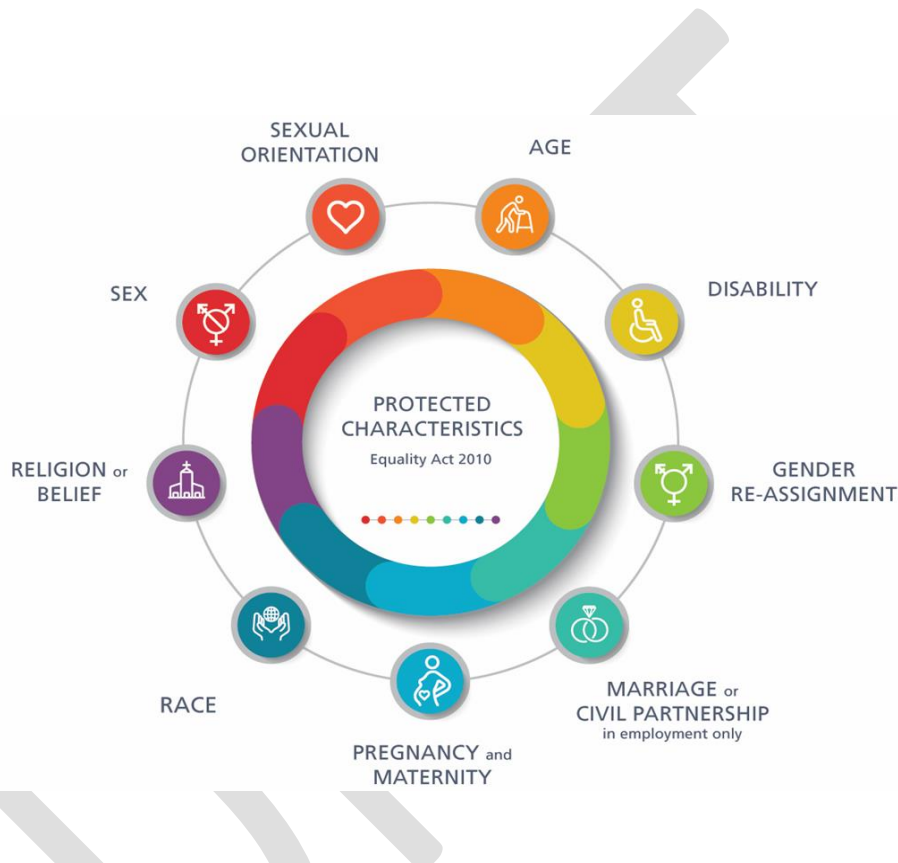 PROTECTED
CHARACTERISTICS
Equality Act 2010
SEXUAL
ORIENTATION
AGE
DISABILITY
GENDER
RE-ASSIGNMENT
MARRIAGE or
CIVIL PARTNERSHIP
in employment only
PREGNANCY and
MATERNITY
RACE
RELIGION or
BELIEF
SEX